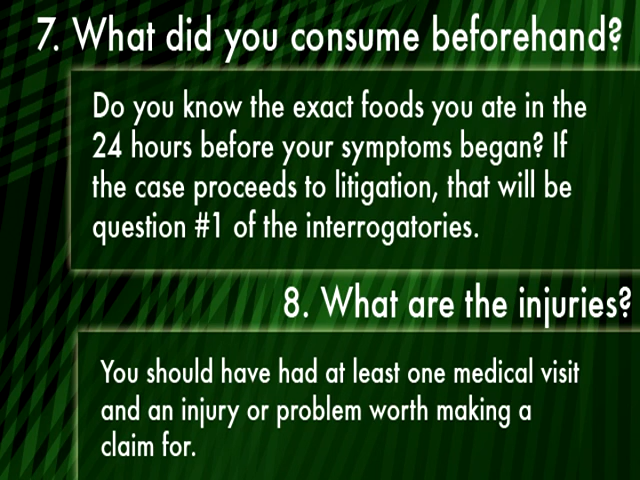 7. What did you consume beforehand?
Do you know the exact foods you ate in the
24 hours before your symptoms began? If
the case proceeds to litigation, that will be
question #1 of the interrogatories.
8. What are the injuries?
You should have had at least one medical visit
and an injury or problem worth making a
claim for.